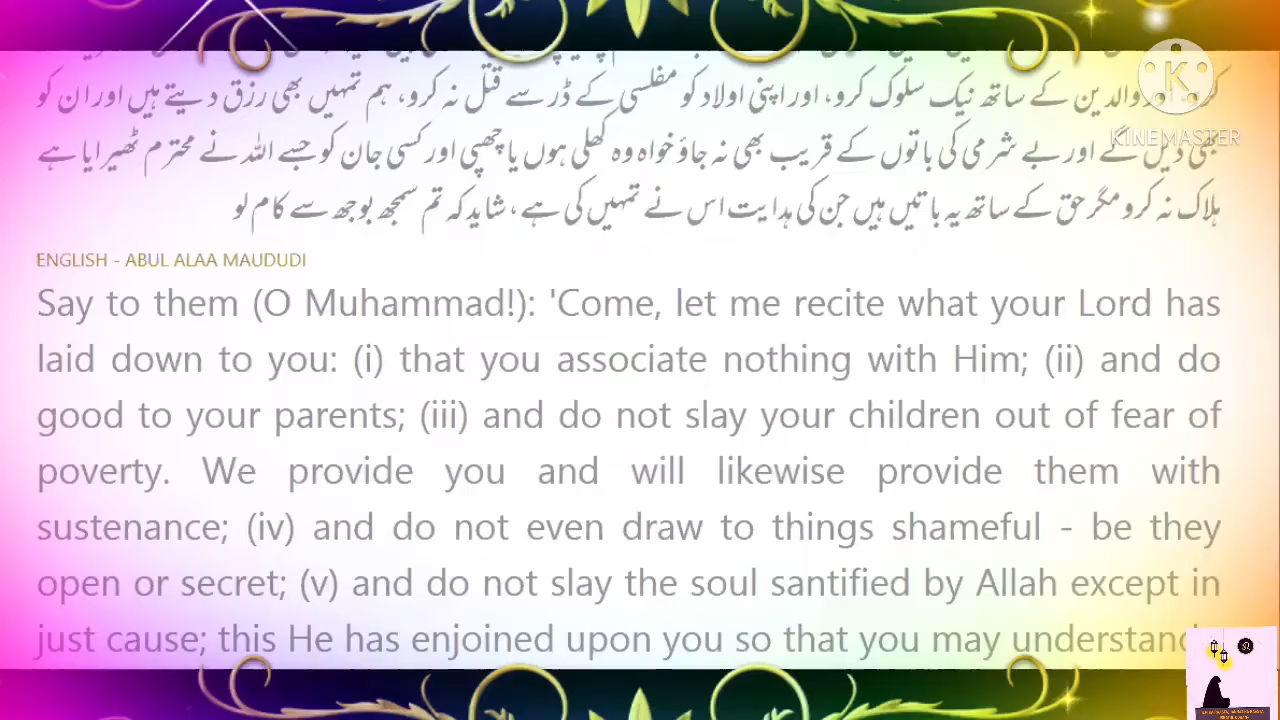 کرو، اور والدین کے ساتھ نیک سلوک کرو، اور اپنی اولاد کو مفلسی کے ڈر سے قتل نہ کرو، ہم تمہیں بھی رزق دیتے ہیں اور ان کو
بھی دیں گے اور بے شرمی کی باتوں کے قریب بھی نہ جاؤ خواہ وہ کھلی ہوں یا چھپی اور کسی جان کو جسے اللہ نے محترم ٹھیرایا ہے
ہلاک نہ کرو مگر حق کے ساتھ یہ باتیں ہیں جن کی ہدایت اس نے تمہیں کی ہے، شاید کہ تم سمجھ بوجھ سے کام لو
KINEMASTER
ENGLISH - ABUL ALAA MAUDUDI
Say to them (O Muhammad!): 'Come, let me recite what your Lord has
laid down to you: (i) that you associate nothing with Him; (ii) and do
good to your parents; (iii) and do not slay your children out of fear of
poverty. We provide you and will likewise provide them with
sustenance; (iv) and do not even draw to things shameful - be they
open or secret; (v) and do not slay the soul santified by Allah except in
just cause; this He has enjoined upon you so that you may understand